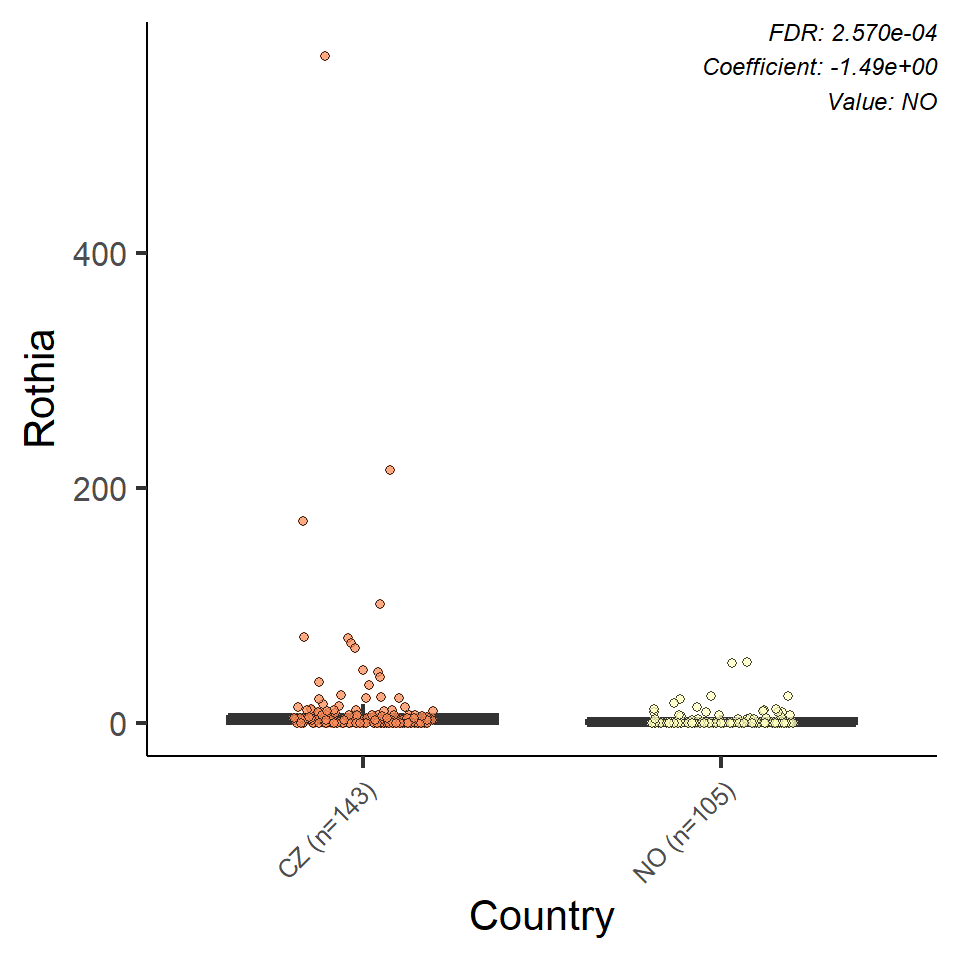 FDR: 2.570e-04
Coefficient: -1.49e+00
Value: NO
Rothia
400
200
0
CZ (n=143)
NO (n=105)
Country